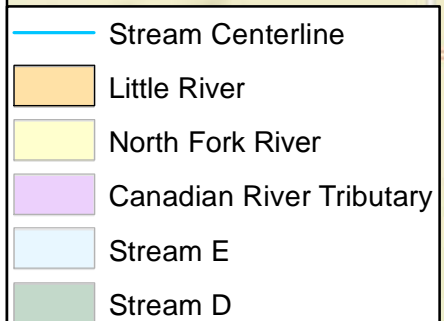 Stream Centerline
Little River
North Fork River
Canadian River Tributary
Stream E
Stream D